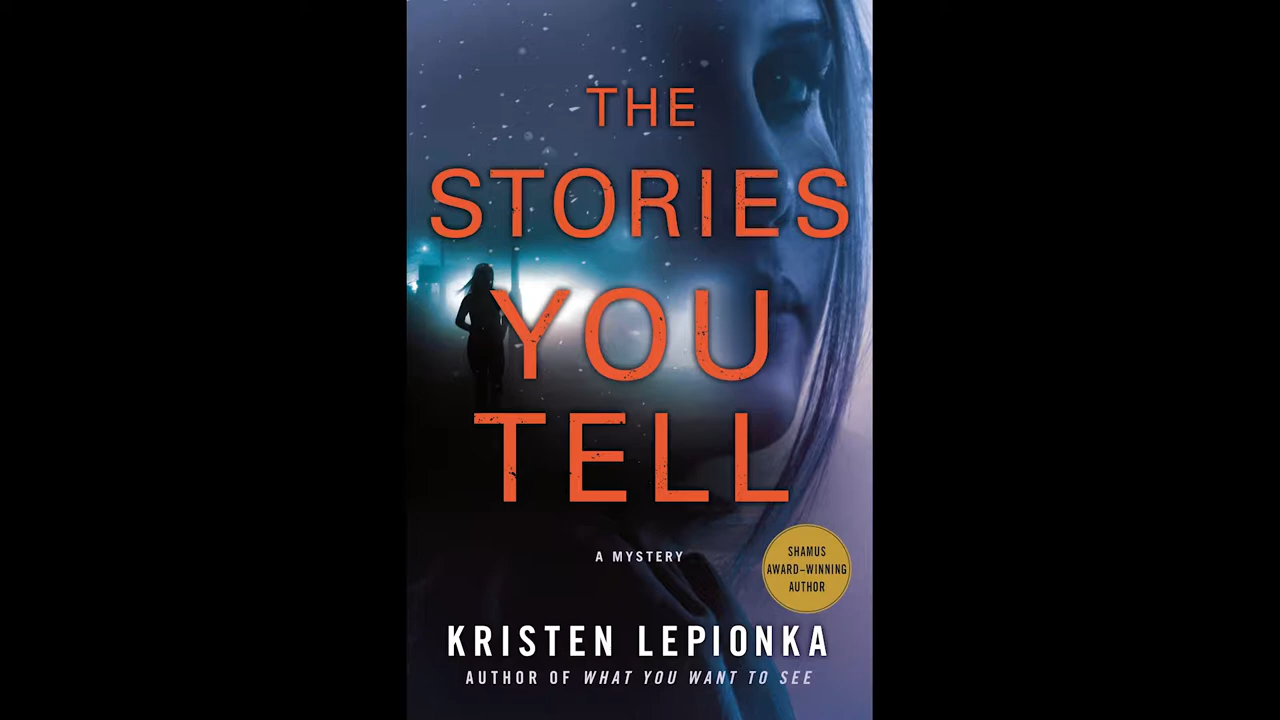 THE
STORIES
YOU
TELL
A MYSTERY
SHAMUS
AWARD–WINNING
AUTHOR
KRISTEN LEPIONKA
AUTHOR OF WHAT YOU WANT TO SEE